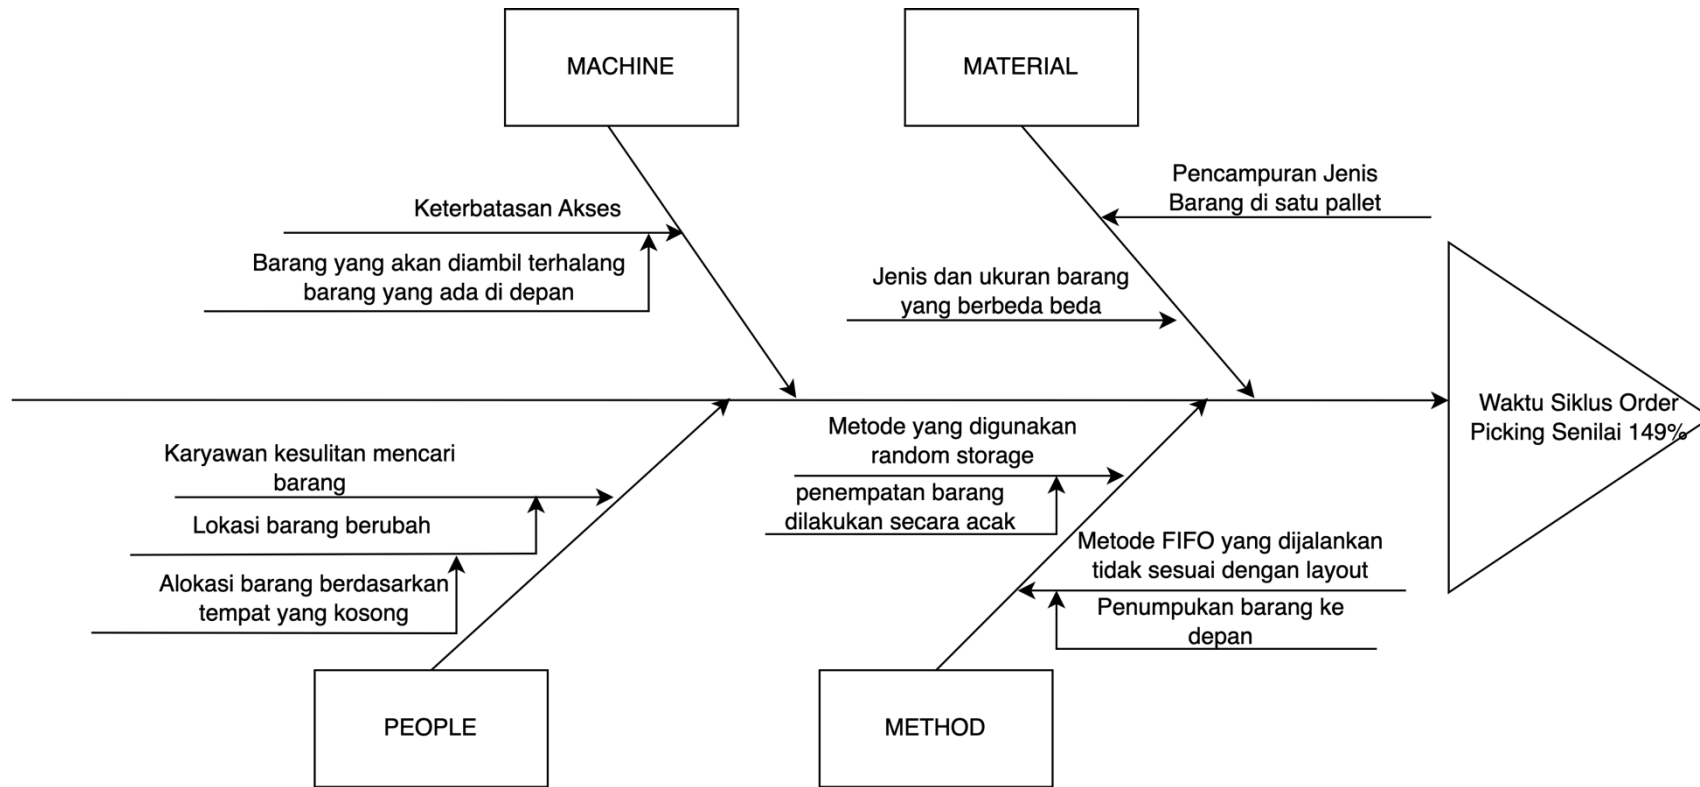 MACHINE
MATERIAL
Keterbatasan Akses
Barang yang akan diambil terhalang
barang yang ada di depan
Pencampuran Jenis
Barang di satu pallet
Jenis dan ukuran barang
yang berbeda beda
Waktu Siklus Order
Picking Senilai 149%
Karyawan kesulitan mencari
barang
Lokasi barang berubah
Alokasi barang berdasarkan
tempat yang kosong
Metode yang digunakan
random storage
penempatan barang
dilakukan secara acak
Metode FIFO yang dijalankan
tidak sesuai dengan layout
Penumpukan barang ke
depan
PEOPLE
METHOD